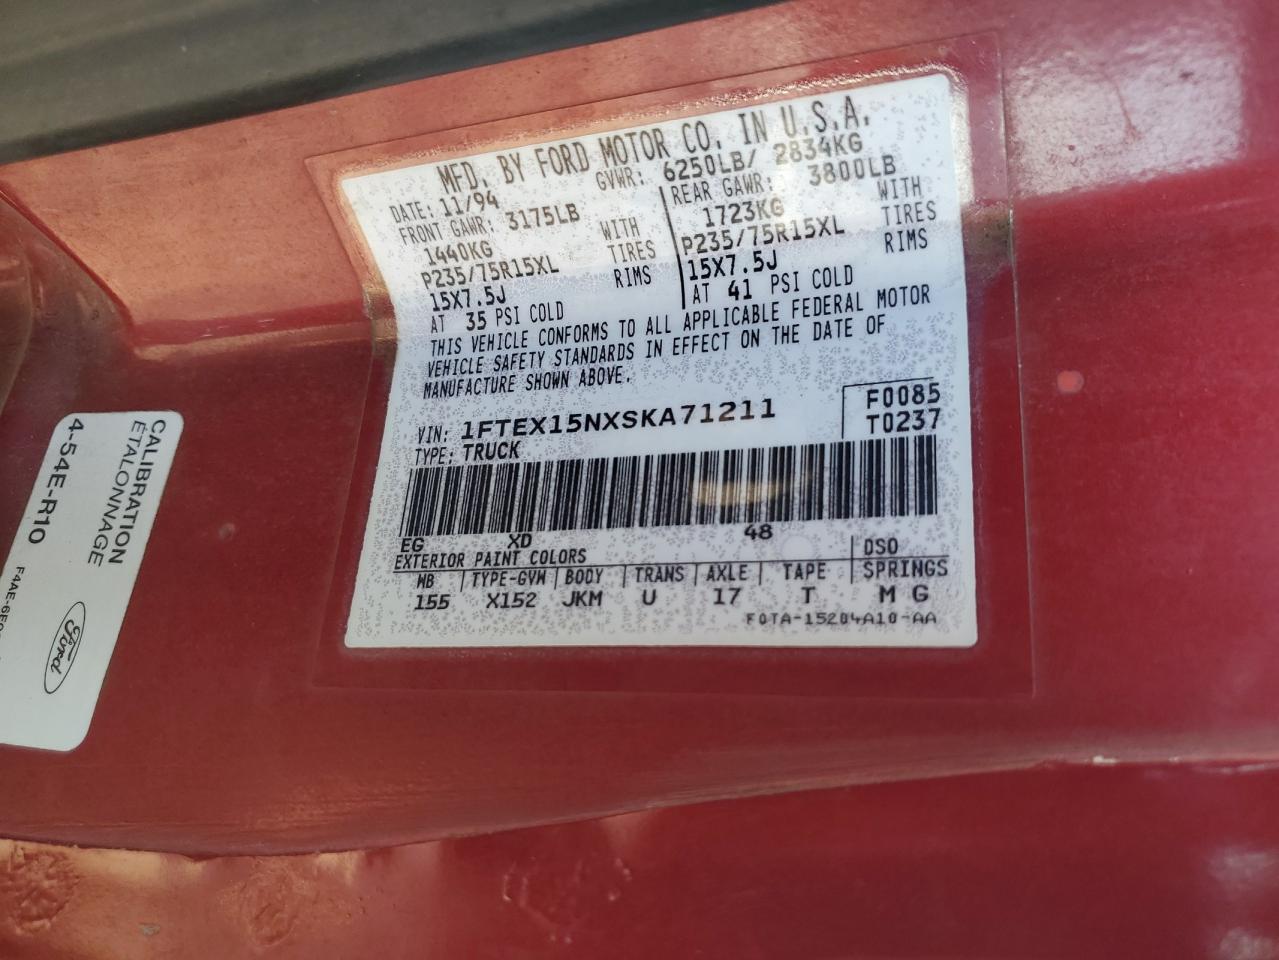 MFD. BY FORD MOTOR CO. IN U.S.A.
DATE: 11/94 GVWR: 6250LB/ 2834KG
FRONT GAWR: 3175LB REAR GAWR: 3800LB
1440KG WITH 1723KG WITH
P235/75R15XL TIRES P235/75R15XL TIRES
15X7.5J RIMS 15X7.5J RIMS
AT 35 PSI COLD AT 41 PSI COLD
THIS VEHICLE CONFORMS TO ALL APPLICABLE FEDERAL MOTOR
VEHICLE SAFETY STANDARDS IN EFFECT ON THE DATE OF
MANUFACTURE SHOWN ABOVE.
F0085
VIN: 1FTEX15NXSKA71211 T0237
TYPE: TRUCK
EG XD 48
EXTERIOR PAINT COLORS DSO
WB TYPE-GVW BODY TRANS AXLE TAPE SPRINGS
155 X152 JKM U 17 T M G
F0TA-15204A10-AA
CALIBRATION
ÉTALONNAGE
4-54E-R10
Ford